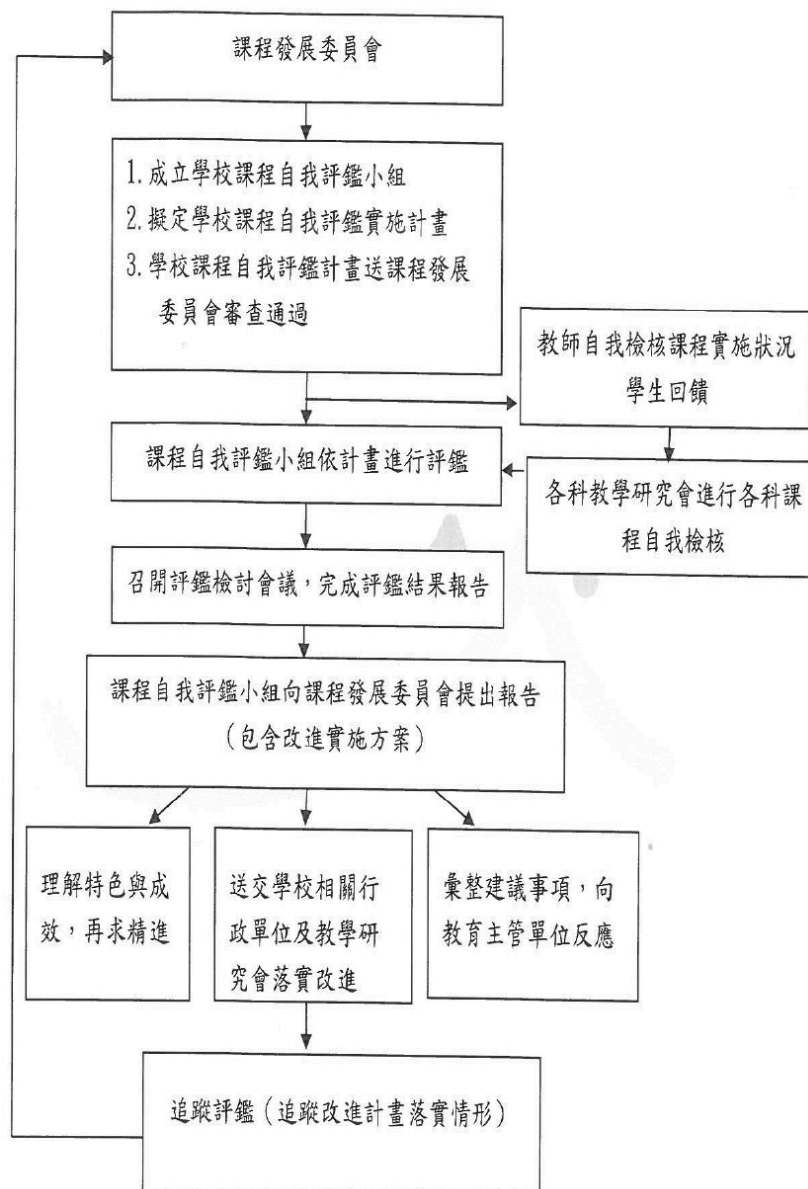 課程發展委員會
1.成立學校課程自我評鑑小組
2.擬定學校課程自我評鑑實施計畫
3.學校課程自我評鑑計畫送課程發展
委員會審查通過
教師自我檢核課程實施狀況
學生回饋
課程自我評鑑小組依計畫進行評鑑
各科教學研究會進行各科課
程自我檢核
召開評鑑檢討會議，完成評鑑結果報告
課程自我評鑑小組向課程發展委員會提出報告
（包含改進實施方案）
理解特色與成
效，再求精進
送交學校相關行
政單位及教學研
究會落實改進
彙整建議事項，向
教育主管單位反應
追蹤評鑑（追蹤改進計畫落實情形）